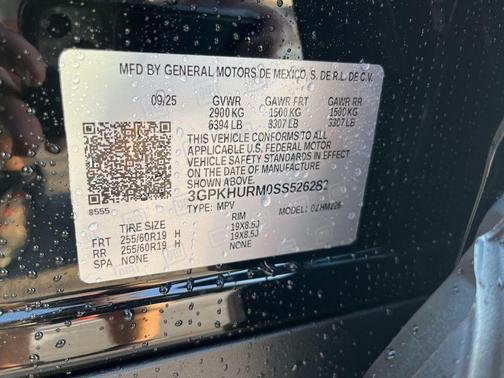 MFD BY GENERAL MOTORS DE MEXICO, S. DE R.L. DE C.V.
09/25 GVWR GAWR FRT GAWR RR
2900 KG 1500 KG 1500 KG
6394 LB 3307 LB 3307 LB
THIS VEHICLE CONFORMS TO ALL
APPLICABLE U.S. FEDERAL MOTOR
VEHICLE SAFETY STANDARDS IN EFFECT
ON THE DATE OF MANUFACTURE
SHOWN ABOVE.
3GPKHURM0SS526282
8555 TYPE: MPV MODEL:
TIRE SIZE RIM
FRT 255/60R19 H 19X8.5J
RR 255/60R19 H 19X8.5J
SPA NONE NONE